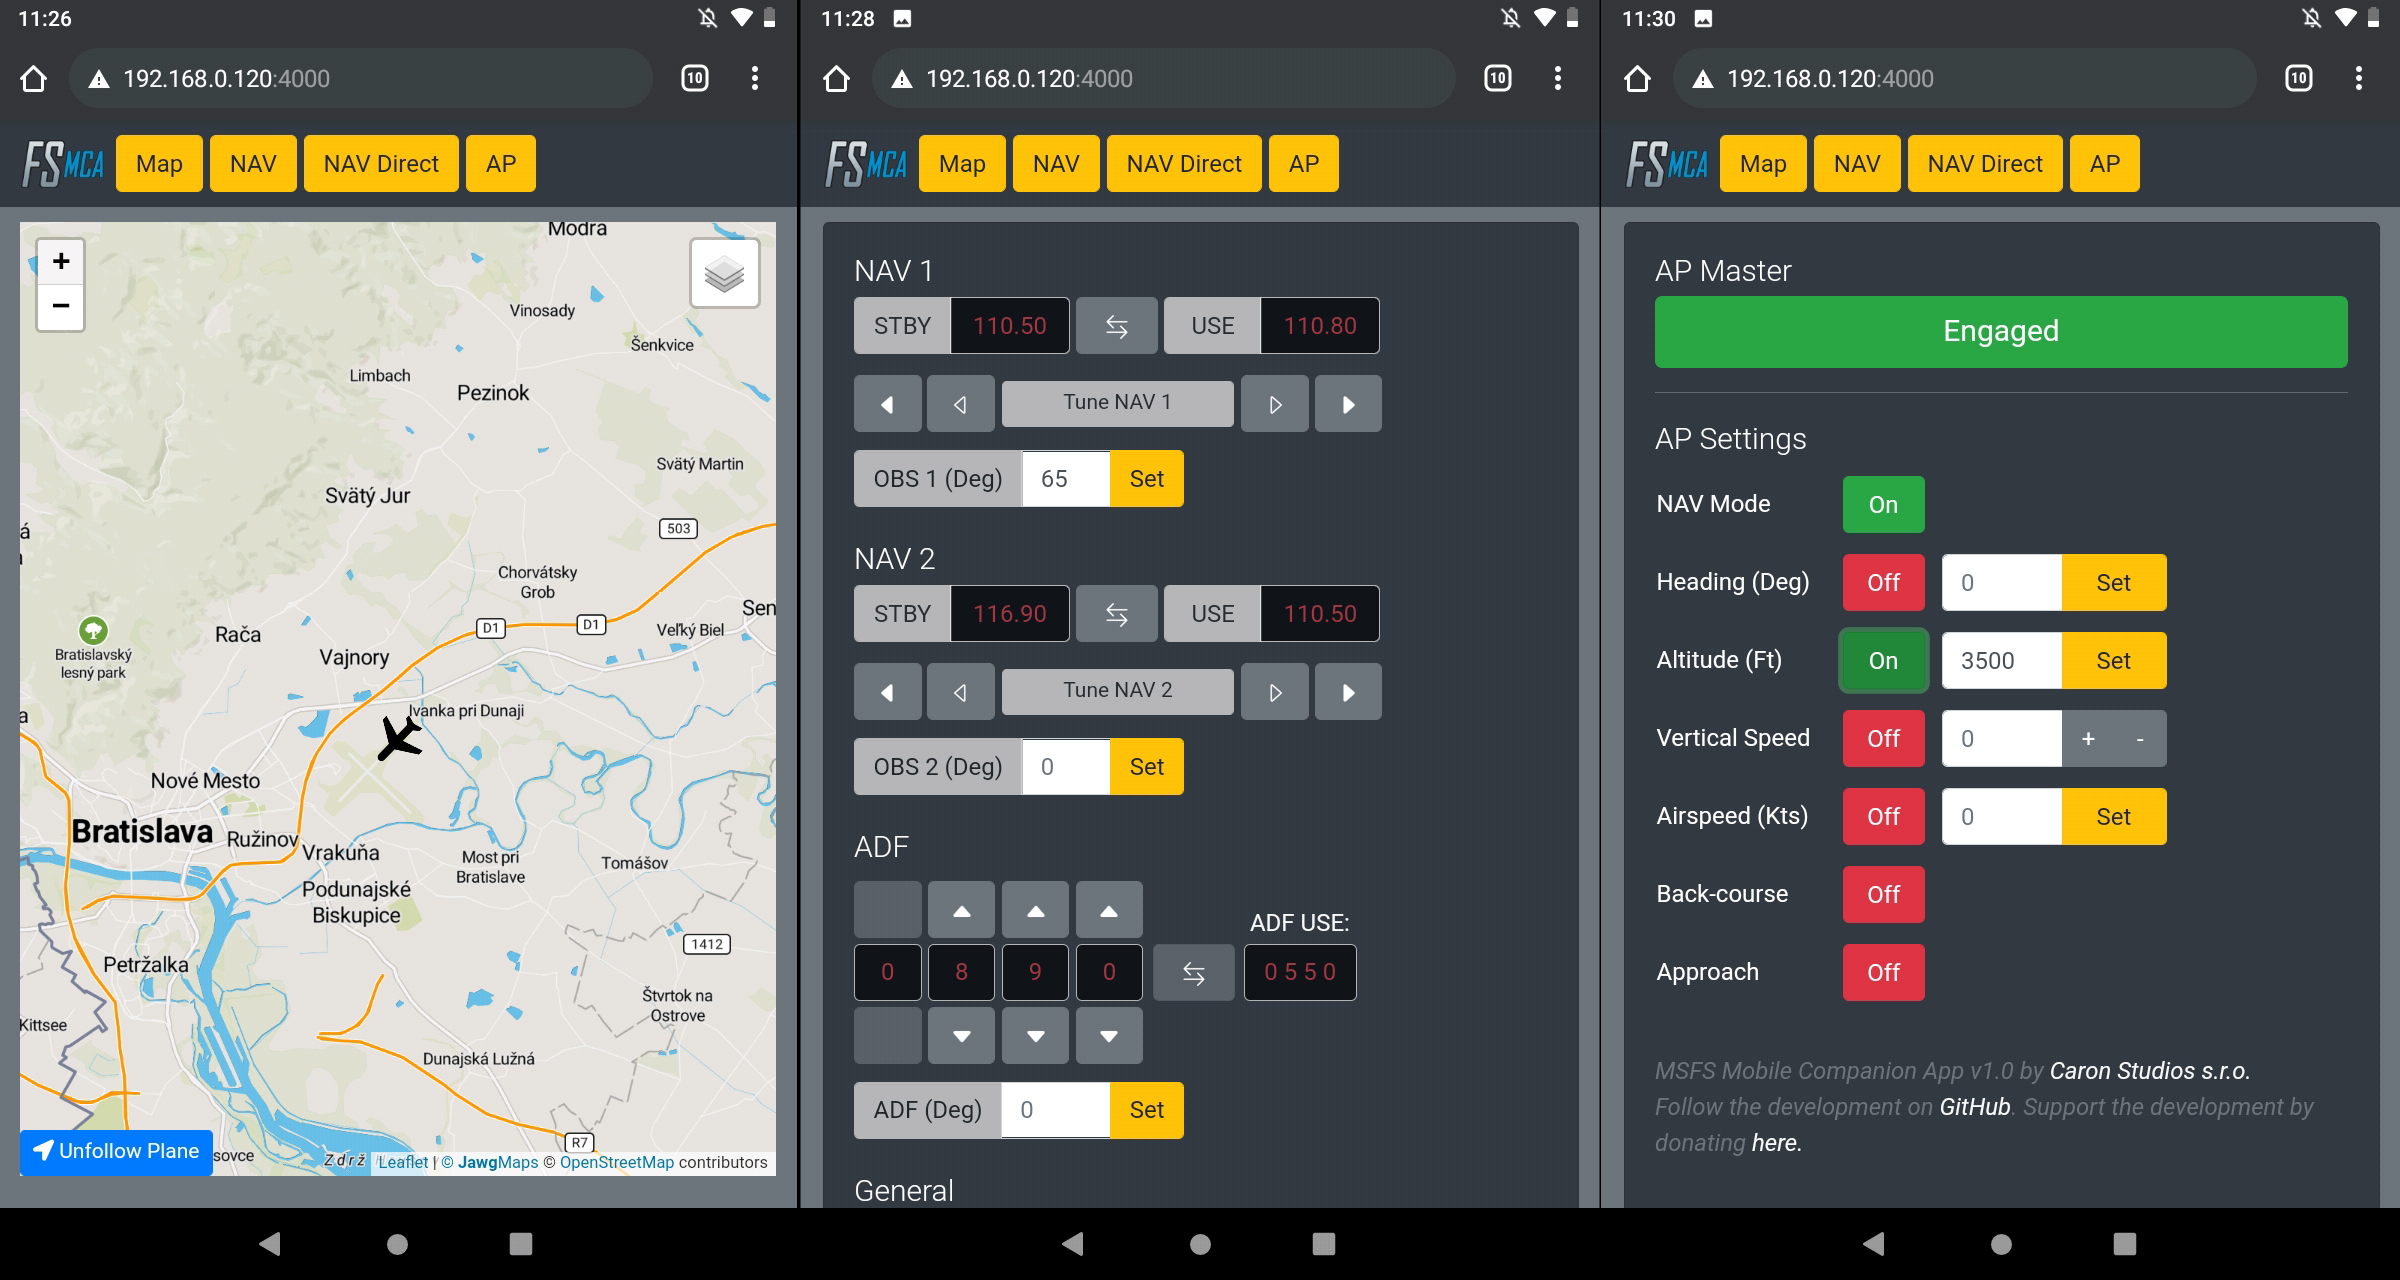 11:26
192.168.0.120:4000
10
FSMCA
Map
NAV
NAV Direct
AP
+
−
Modra
Vinosady
Šenkvice
Limbach
Pezinok
Svätý Martin
Svätý Jur
503
Chorvátsky
Grob
Sen
D1
D1
Veľký Biel
Rača
Vajnory
Bratislavský
lesný park
Ivanka pri Dunaji
Nové Mesto
Bratislava
Ružinov
Vrakuňa
Most pri
Bratislave
Tomášov
Podunajské
Biskupice
1412
Petržalka
Štvrtok na
Ostrove
Kittsee
Dunajská Lužná
R7
Unfollow Plane
sovce
Zdrž
Leaflet | © JawgMaps © OpenStreetMap contributors
11:28
192.168.0.120:4000
10
FSMCA
Map
NAV
NAV Direct
AP
NAV 1
STBY 110.50 ⇆ USE 110.80
Tune NAV 1
OBS 1 (Deg) 65 Set
NAV 2
STBY 116.90 ⇆ USE 110.50
Tune NAV 2
OBS 2 (Deg) 0 Set
ADF
ADF USE:
0 8 9 0 ⇆ 0 5 5 0
ADF (Deg) 0 Set
General
11:30
192.168.0.120:4000
10
FSMCA
Map
NAV
NAV Direct
AP
AP Master
Engaged
AP Settings
NAV Mode On
Heading (Deg) Off 0 Set
Altitude (Ft) On 3500 Set
Vertical Speed Off 0 + -
Airspeed (Kts) Off 0 Set
Back-course Off
Approach Off
MSFS Mobile Companion App v1.0 by Caron Studios s.r.o.
Follow the development on GitHub. Support the development by
donating here.